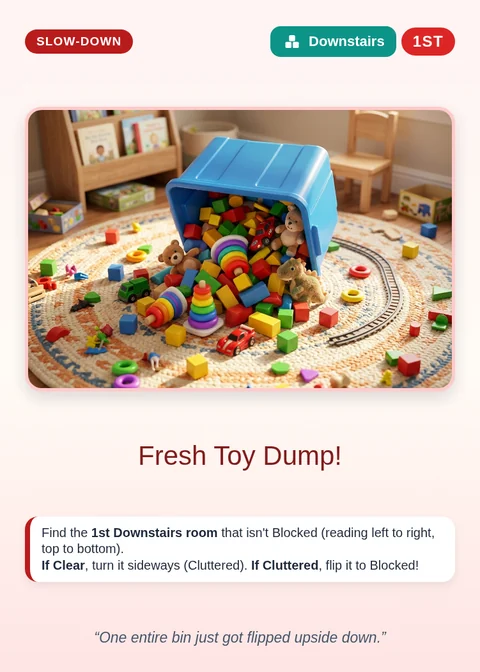 SLOW-DOWN
Downstairs
1ST
Fresh Toy Dump!
Find the 1st Downstairs room that isn't Blocked (reading left to right,
top to bottom).
If Clear, turn it sideways (Cluttered). If Cluttered, flip it to Blocked!
“One entire bin just got flipped upside down.”